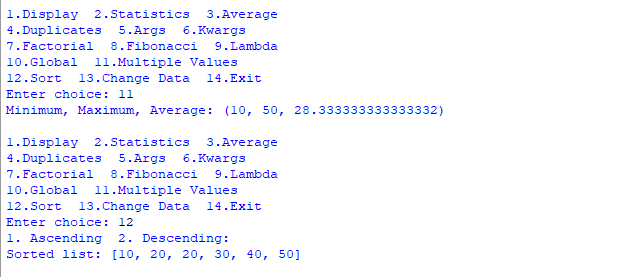 1.Display  2.Statistics  3.Average
4.Duplicates  5.Args  6.Kwargs
7.Factorial  8.Fibonacci  9.Lambda
10.Global  11.Multiple Values
12.Sort  13.Change Data  14.Exit
Enter choice: 11
Minimum, Maximum, Average: (10, 50, 28.333333333333332)

1.Display  2.Statistics  3.Average
4.Duplicates  5.Args  6.Kwargs
7.Factorial  8.Fibonacci  9.Lambda
10.Global  11.Multiple Values
12.Sort  13.Change Data  14.Exit
Enter choice: 12
1. Ascending  2. Descending:
Sorted list: [10, 20, 20, 30, 40, 50]